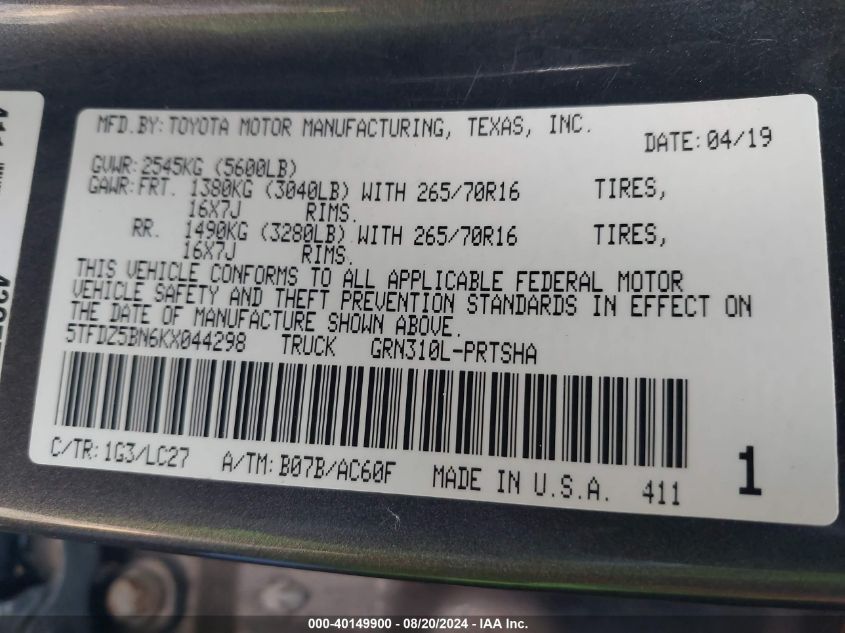 MFD.BY:TOYOTA MOTOR MANUFACTURING, TEXAS, INC. DATE:04/19
GVWR:2545KG (5600LB)
GAWR:FRT. 1380KG (3040LB) WITH 265/70R16 TIRES,
16X7J RIMS.
RR. 1490KG (3280LB) WITH 265/70R16 TIRES,
16X7J RIMS.
THIS VEHICLE CONFORMS TO ALL APPLICABLE FEDERAL MOTOR
VEHICLE SAFETY AND THEFT PREVENTION STANDARDS IN EFFECT ON
THE DATE OF MANUFACTURE SHOWN ABOVE.
5TFDZ5BN6KX044298 TRUCK GRN310L-PRTSHA
C/TR:1G3/LC27 A/TM:B07B/AC60F MADE IN U.S.A. 411 1
000-40149900 - 08/20/2024 - IAA Inc.